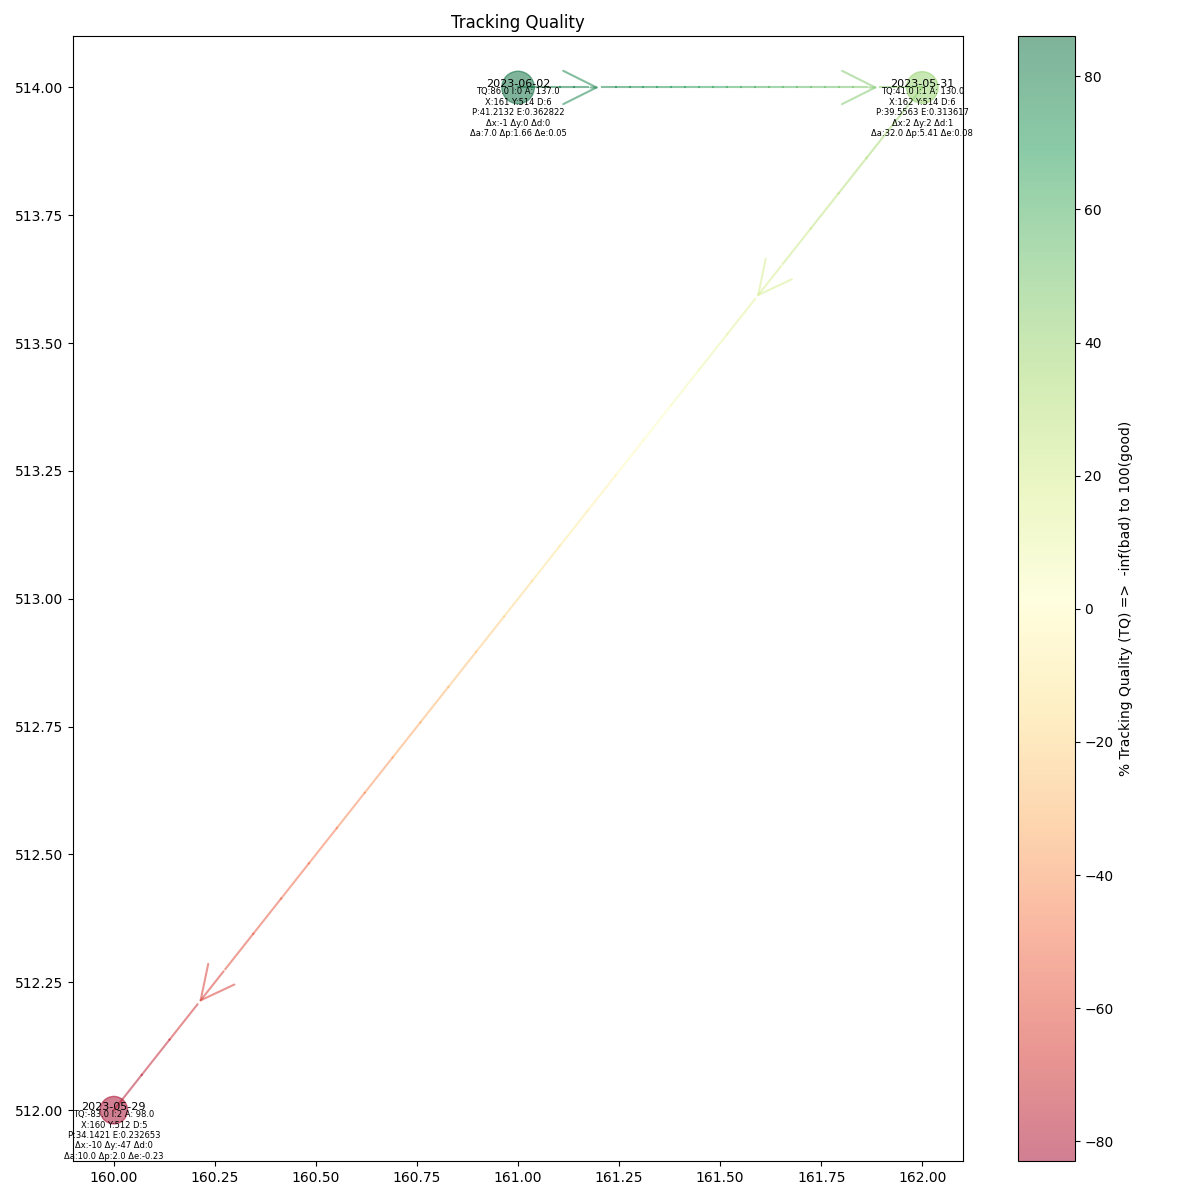 Tracking Quality
514.00
513.75
513.50
513.25
513.00
512.75
512.50
512.25
512.00
2023-06-02
TQ:86.0 I:0 A: 137.0
X:161 Y:514 D:6
P:41.2132 E:0.362822
Δx:-1 Δy:0 Δd:0
Δa:7.0 Δp:1.66 Δe:0.05
2023-05-31
TQ:41.0 I:1 A: 130.0
X:162 Y:514 D:6
P:39.5563 E:0.313617
Δx:2 Δy:2 Δd:1
Δa:32.0 Δp:5.41 Δe:0.08
2023-05-29
TQ:-83.0 I:2 A: 98.0
X:160 Y:512 D:5
P:34.1421 E:0.232653
Δx:-10 Δy:-47 Δd:0
Δa:10.0 Δp:2.0 Δe:-0.23
160.00 160.25 160.50 160.75 161.00 161.25 161.50 161.75 162.00
80
60
40
20
0
−20
−40
−60
−80
% Tracking Quality (TQ) => -inf(bad) to 100(good)